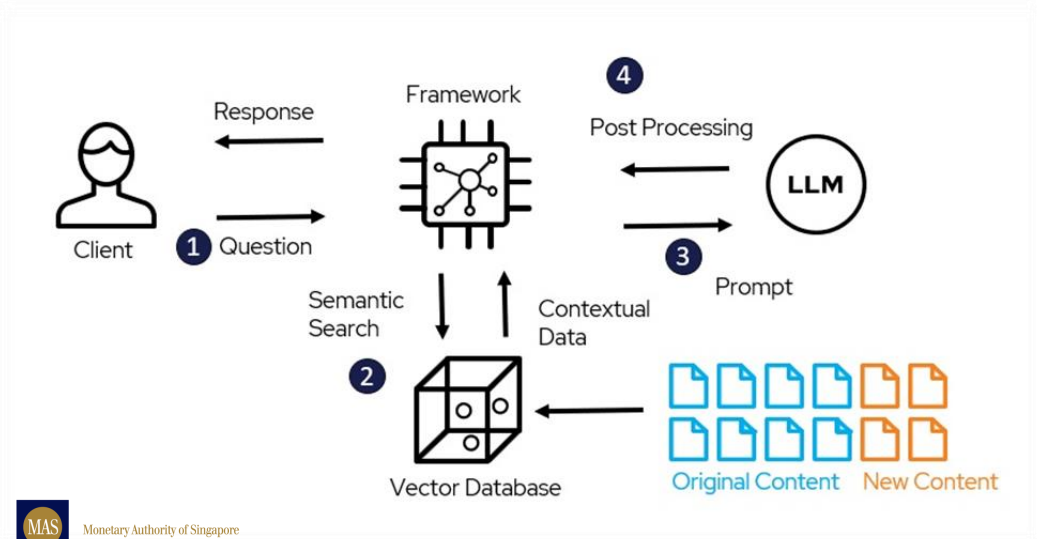 4
Framework
Response
Post Processing
LLM
Client
1 Question
3
Prompt
Semantic
Search
Contextual
Data
2
Vector Database
Original Content
New Content
MAS
Monetary Authority of Singapore